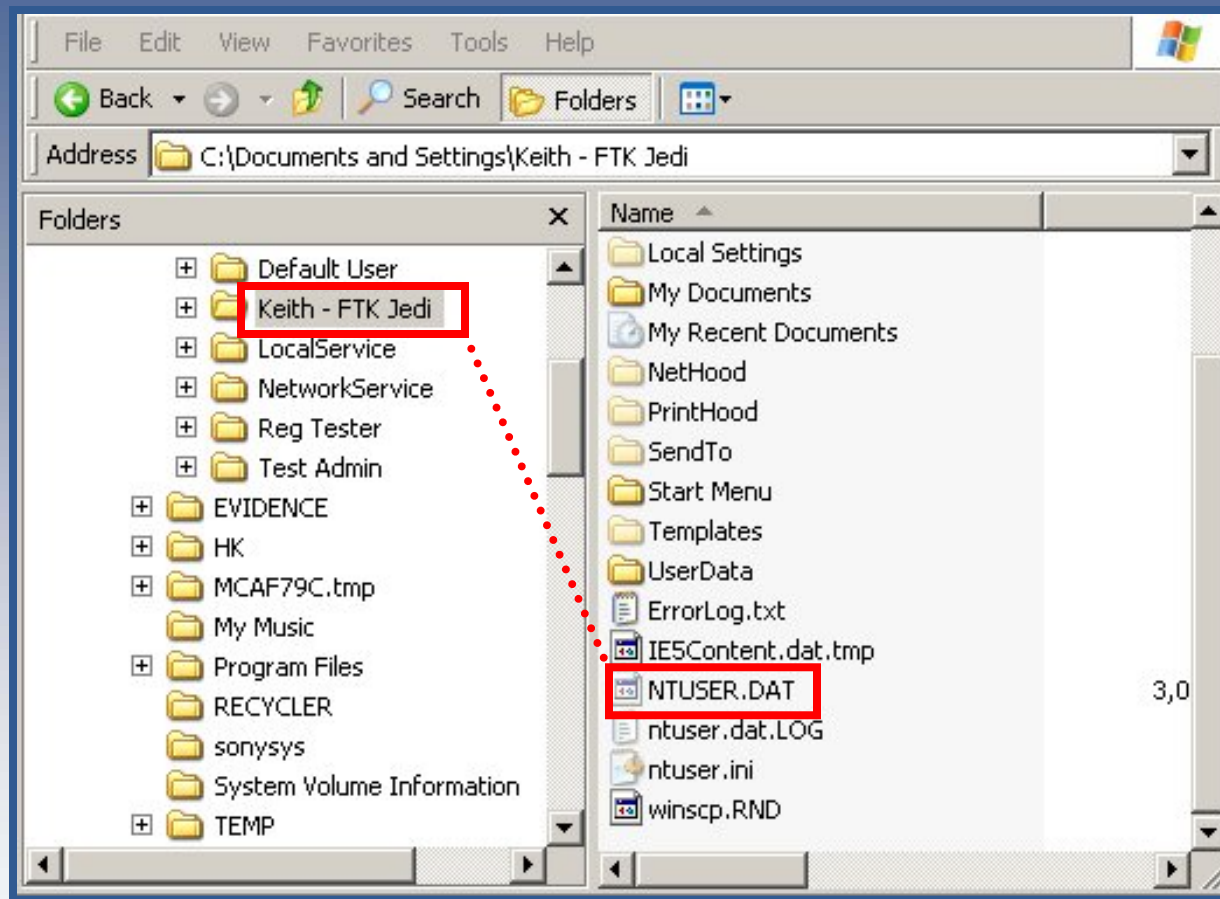 File Edit View Favorites Tools Help
Back Search Folders
Address C:\Documents and Settings\Keith - FTK Jedi
Folders
Default User
Keith - FTK Jedi
LocalService
NetworkService
Reg Tester
Test Admin
EVIDENCE
HK
MCAF79C.tmp
My Music
Program Files
RECYCLER
sonysys
System Volume Information
TEMP
Name
Local Settings
My Documents
My Recent Documents
NetHood
PrintHood
SendTo
Start Menu
Templates
UserData
ErrorLog.txt
IE5Content.dat.tmp
NTUSER.DAT 3,0
ntuser.dat.LOG
ntuser.ini
winscp.RND